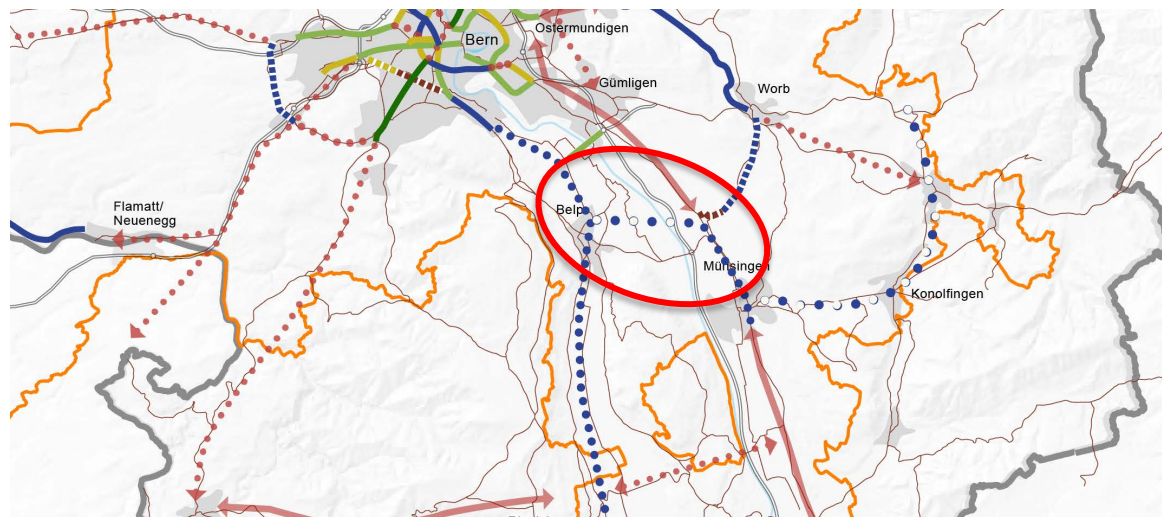 Ostermundigen
Bern
Gümligen
Worb
Flamatt/
Neuenegg
Belp
Münsingen
Konolfingen